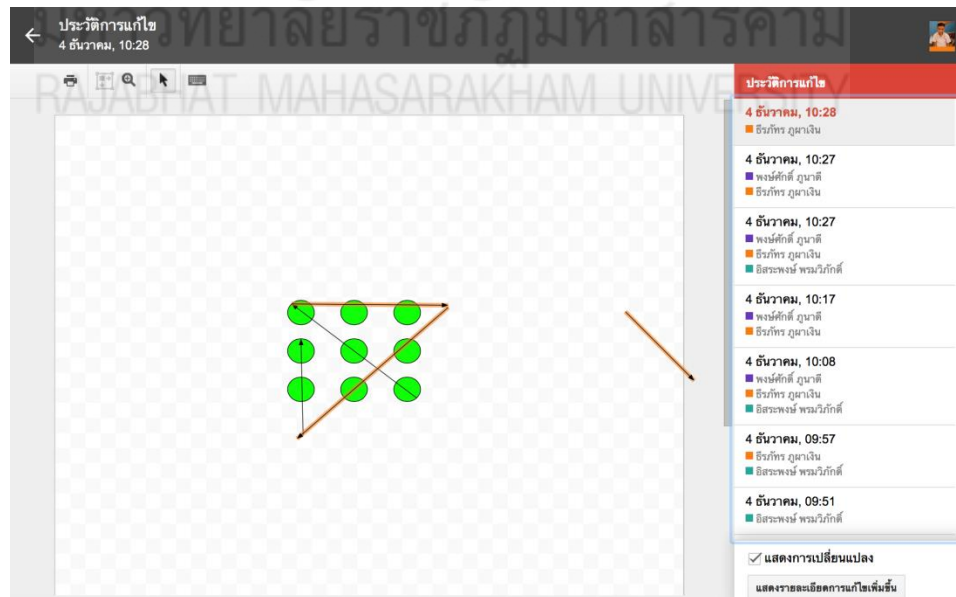 มหาวิทยาลัยราชภัฏมหาสารคาม
RAJABHAT MAHASARAKHAM UNIVERSITY
ประวัติการแก้ไข
4 ธันวาคม, 10:28
ประวัติการแก้ไข
4 ธันวาคม, 10:28
ธีรภัทร ภูผาเงิน
4 ธันวาคม, 10:27
พงษ์ศักดิ์ ภูนาดี
ธีรภัทร ภูผาเงิน
4 ธันวาคม, 10:27
พงษ์ศักดิ์ ภูนาดี
ธีรภัทร ภูผาเงิน
อิสระพงษ์ พรมวิภักดิ์
4 ธันวาคม, 10:17
พงษ์ศักดิ์ ภูนาดี
ธีรภัทร ภูผาเงิน
4 ธันวาคม, 10:08
พงษ์ศักดิ์ ภูนาดี
ธีรภัทร ภูผาเงิน
อิสระพงษ์ พรมวิภักดิ์
4 ธันวาคม, 09:57
ธีรภัทร ภูผาเงิน
อิสระพงษ์ พรมวิภักดิ์
4 ธันวาคม, 09:51
อิสระพงษ์ พรมวิภักดิ์
แสดงการเปลี่ยนแปลง
แสดงรายละเอียดการแก้ไขเพิ่มขึ้น